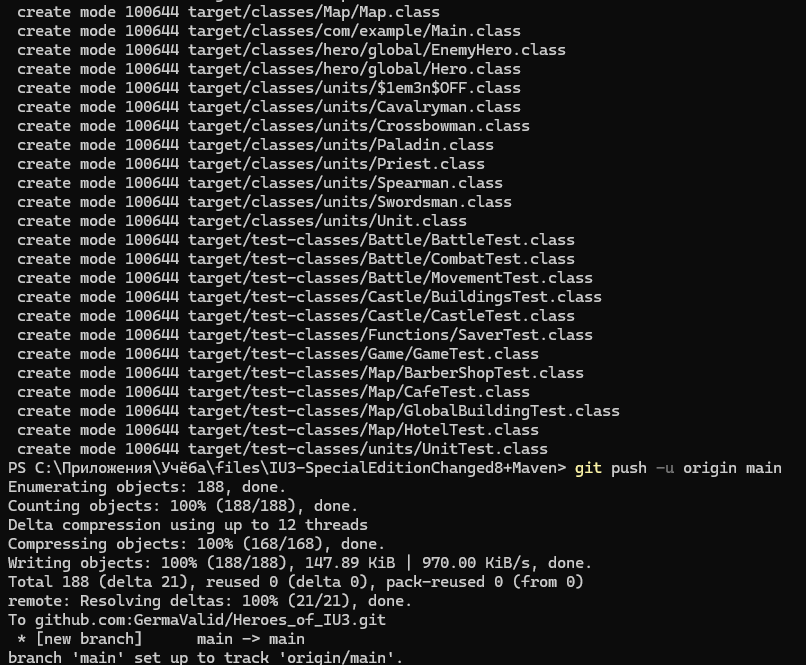 create mode 100644 target/classes/Map/Map.class
create mode 100644 target/classes/com/example/Main.class
create mode 100644 target/classes/hero/global/EnemyHero.class
create mode 100644 target/classes/hero/global/Hero.class
create mode 100644 target/classes/units/$1em3n$OFF.class
create mode 100644 target/classes/units/Cavalryman.class
create mode 100644 target/classes/units/Crossbowman.class
create mode 100644 target/classes/units/Paladin.class
create mode 100644 target/classes/units/Priest.class
create mode 100644 target/classes/units/Spearman.class
create mode 100644 target/classes/units/Swordsman.class
create mode 100644 target/classes/units/Unit.class
create mode 100644 target/test-classes/Battle/BattleTest.class
create mode 100644 target/test-classes/Battle/CombatTest.class
create mode 100644 target/test-classes/Battle/MovementTest.class
create mode 100644 target/test-classes/Castle/BuildingsTest.class
create mode 100644 target/test-classes/Castle/CastleTest.class
create mode 100644 target/test-classes/Functions/SaverTest.class
create mode 100644 target/test-classes/Game/GameTest.class
create mode 100644 target/test-classes/Map/BarberShopTest.class
create mode 100644 target/test-classes/Map/CafeTest.class
create mode 100644 target/test-classes/Map/GlobalBuildingTest.class
create mode 100644 target/test-classes/Map/HotelTest.class
create mode 100644 target/test-classes/units/UnitTest.class
PS C:\Приложения\Учёба\files\IU3-SpecialEditionChanged8+Maven> git push -u origin main
Enumerating objects: 188, done.
Counting objects: 100% (188/188), done.
Delta compression using up to 12 threads
Compressing objects: 100% (168/168), done.
Writing objects: 100% (188/188), 147.89 KiB | 970.00 KiB/s, done.
Total 188 (delta 21), reused 0 (delta 0), pack-reused 0 (from 0)
remote: Resolving deltas: 100% (21/21), done.
To github.com:GermaValid/Heroes_of_IU3.git
 * [new branch]      main -> main
branch 'main' set up to track 'origin/main'.